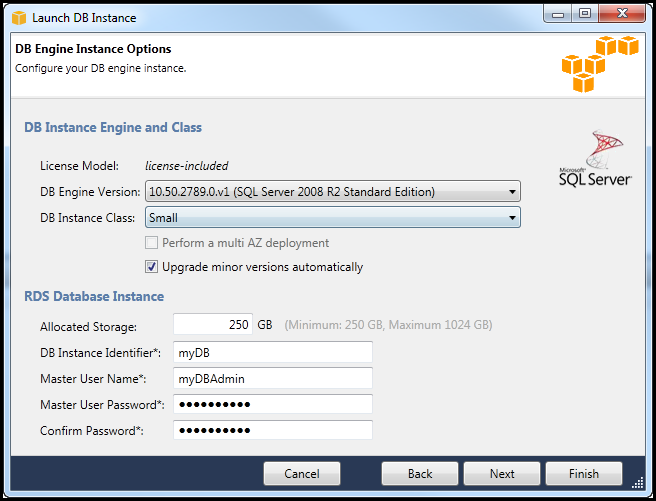 Launch DB Instance
DB Engine Instance Options
Configure your DB engine instance.
DB Instance Engine and Class
Microsoft
SQL Server
License Model: license-included
DB Engine Version: 10.50.2789.0.v1 (SQL Server 2008 R2 Standard Edition)
DB Instance Class: Small
Perform a multi AZ deployment
Upgrade minor versions automatically
RDS Database Instance
Allocated Storage: 250 GB (Minimum: 250 GB, Maximum 1024 GB)
DB Instance Identifier*: myDB
Master User Name*: myDBAdmin
Master User Password*: ●●●●●●●●●●
Confirm Password*: ●●●●●●●●●●
Cancel Back Next Finish